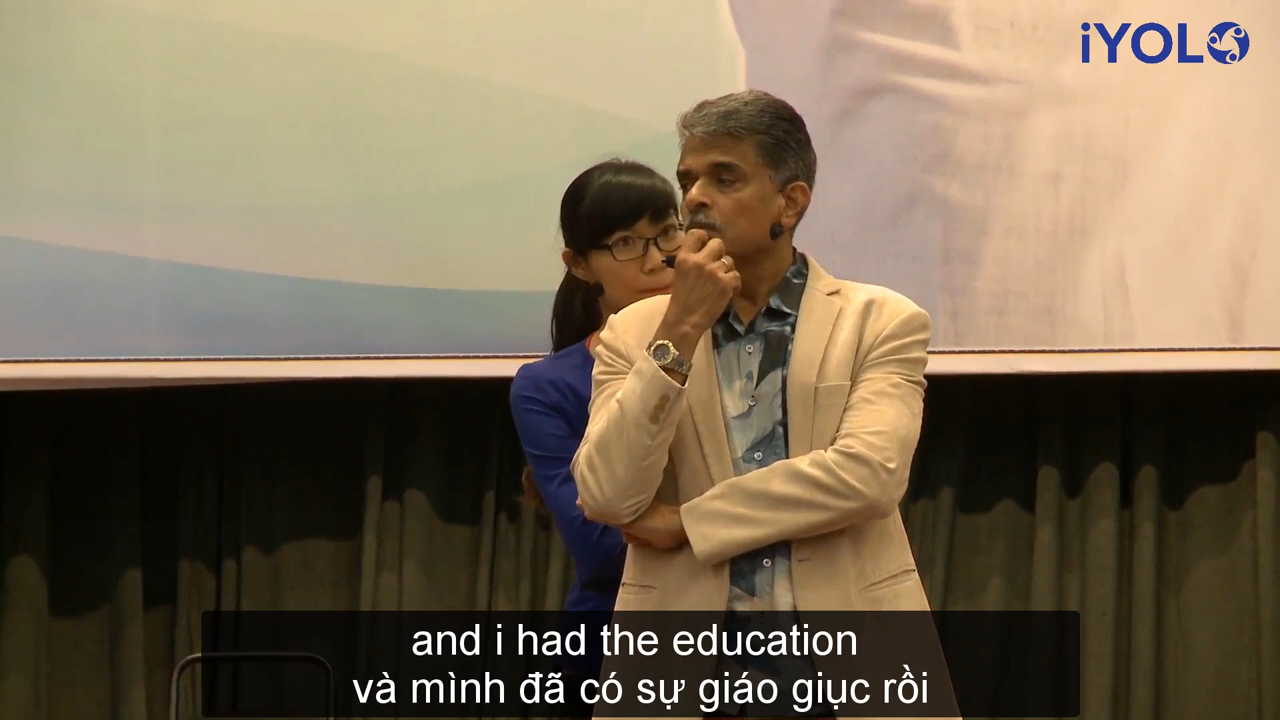 iYOLO
and i had the education
và mình đã có sự giáo giục rồi